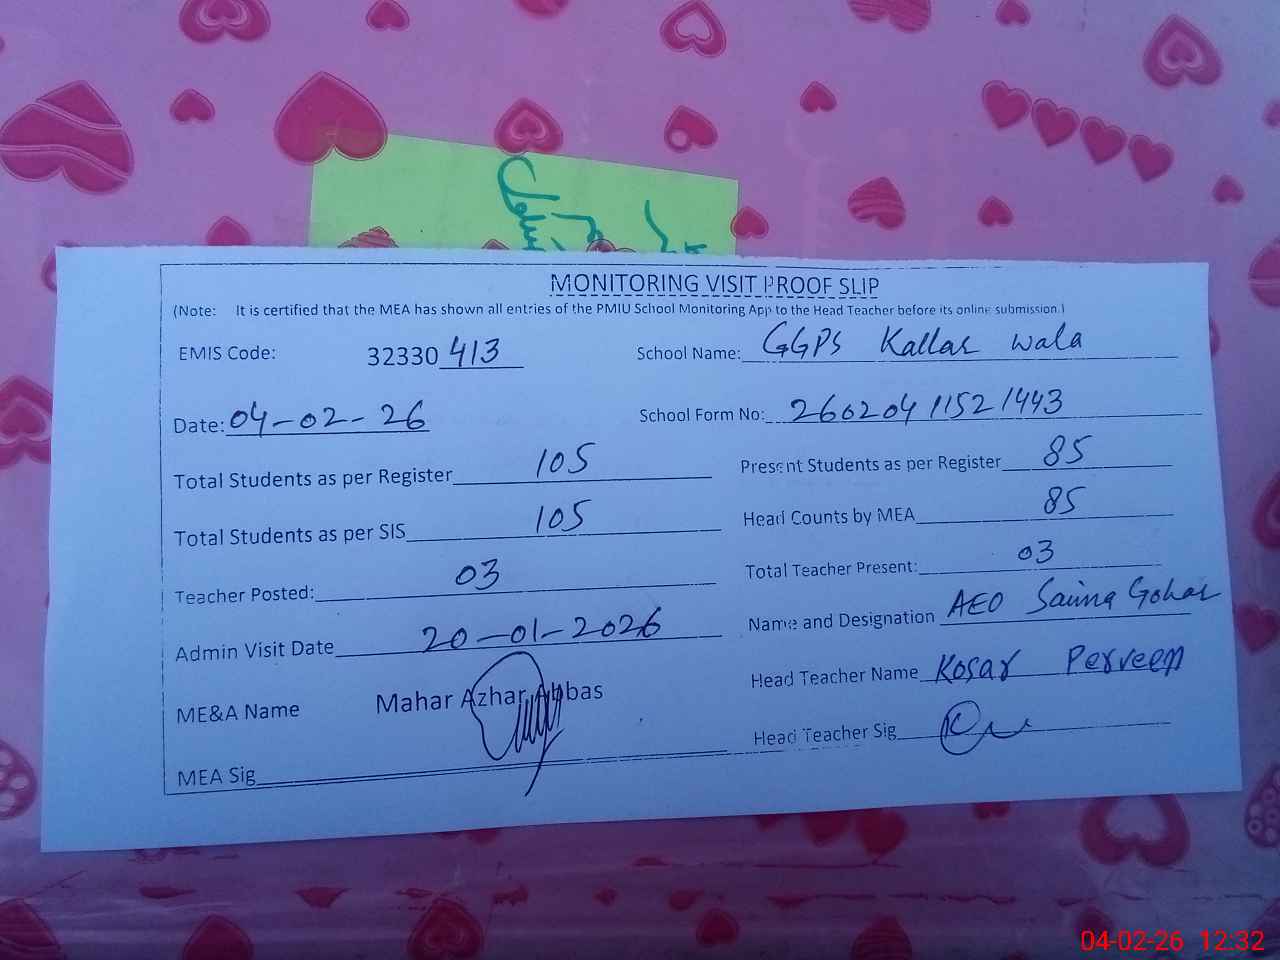 MONITORING VISIT PROOF SLIP
(Note: It is certified that the MEA has shown all entries of the PMIU School Monitoring App to the Head Teacher before its online submission.)
EMIS Code: 32330 413 School Name: GGPS Kallar wala
Date: 04-02-26 School Form No: 26020411521443
Total Students as per Register 105 Present Students as per Register 85
Total Students as per SIS 105 Head Counts by MEA 85
Teacher Posted: 03 Total Teacher Present: 03
Admin Visit Date 20-01-2026 Name and Designation AEO Saima Gohar
ME&A Name Mahar Azhar Abbas Head Teacher Name Kosar Perveen
MEA Sig Head Teacher Sig
04-02-26 12:32